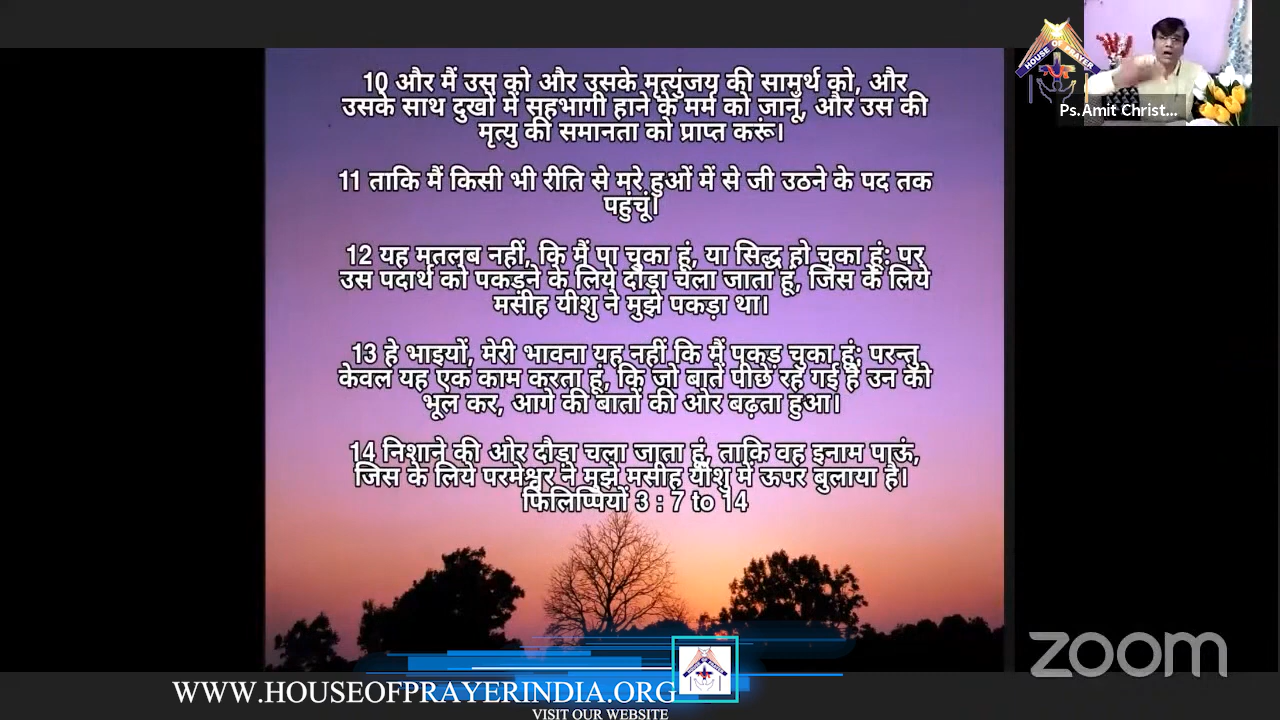 HOUSE OF PRAYER
Ps.Amit Christ...
10 और मैं उस को और उसके मृत्युंजय की सामर्थ को, और
उसके साथ दुखों में सहभागी हाने के मर्म को जानूँ, और उस की
मृत्यु की समानता को प्राप्त करूं।
11 ताकि मैं किसी भी रीति से मरे हुओं में से जी उठने के पद तक
पहुंचूं।
12 यह मतलब नहीं, कि मैं पा चुका हूं, या सिद्ध हो चुका हूं: पर
उस पदार्थ को पकड़ने के लिये दौड़ा चला जाता हूं, जिस के लिये
मसीह यीशु ने मुझे पकड़ा था।
13 हे भाइयों, मेरी भावना यह नहीं कि मैं पकड़ चुका हूं: परन्तु
केवल यह एक काम करता हूं, कि जो बातें पीछे रह गई हैं उन को
भूल कर, आगे की बातों की ओर बढ़ता हुआ।
14 निशाने की ओर दौड़ा चला जाता हूं, ताकि वह इनाम पाऊं,
जिस के लिये परमेश्वर ने मुझे मसीह यीशु में ऊपर बुलाया है।
फिलिप्पियों 3 : 7 to 14
zoom
WWW.HOUSEOFPRAYERINDIA.ORG
VISIT OUR WEBSITE